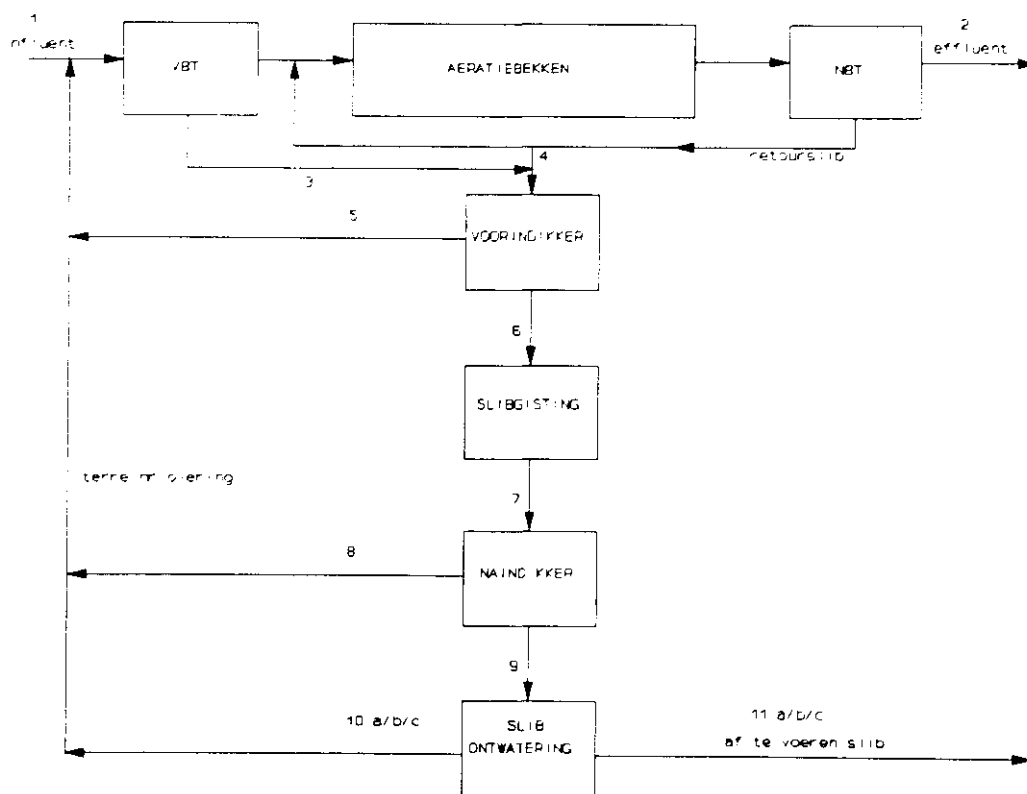 1
nfluent
2
effluent
VBT
AERATIEBEKKEN
NBT
retourslib
4
3
5
VOORINDIKKER
6
SLIBGISTING
terre n
7
8
NAINDIKKER
9
10 a/b/c
SLIB
ONTWATERING
11 a/b/c
af te voeren slib